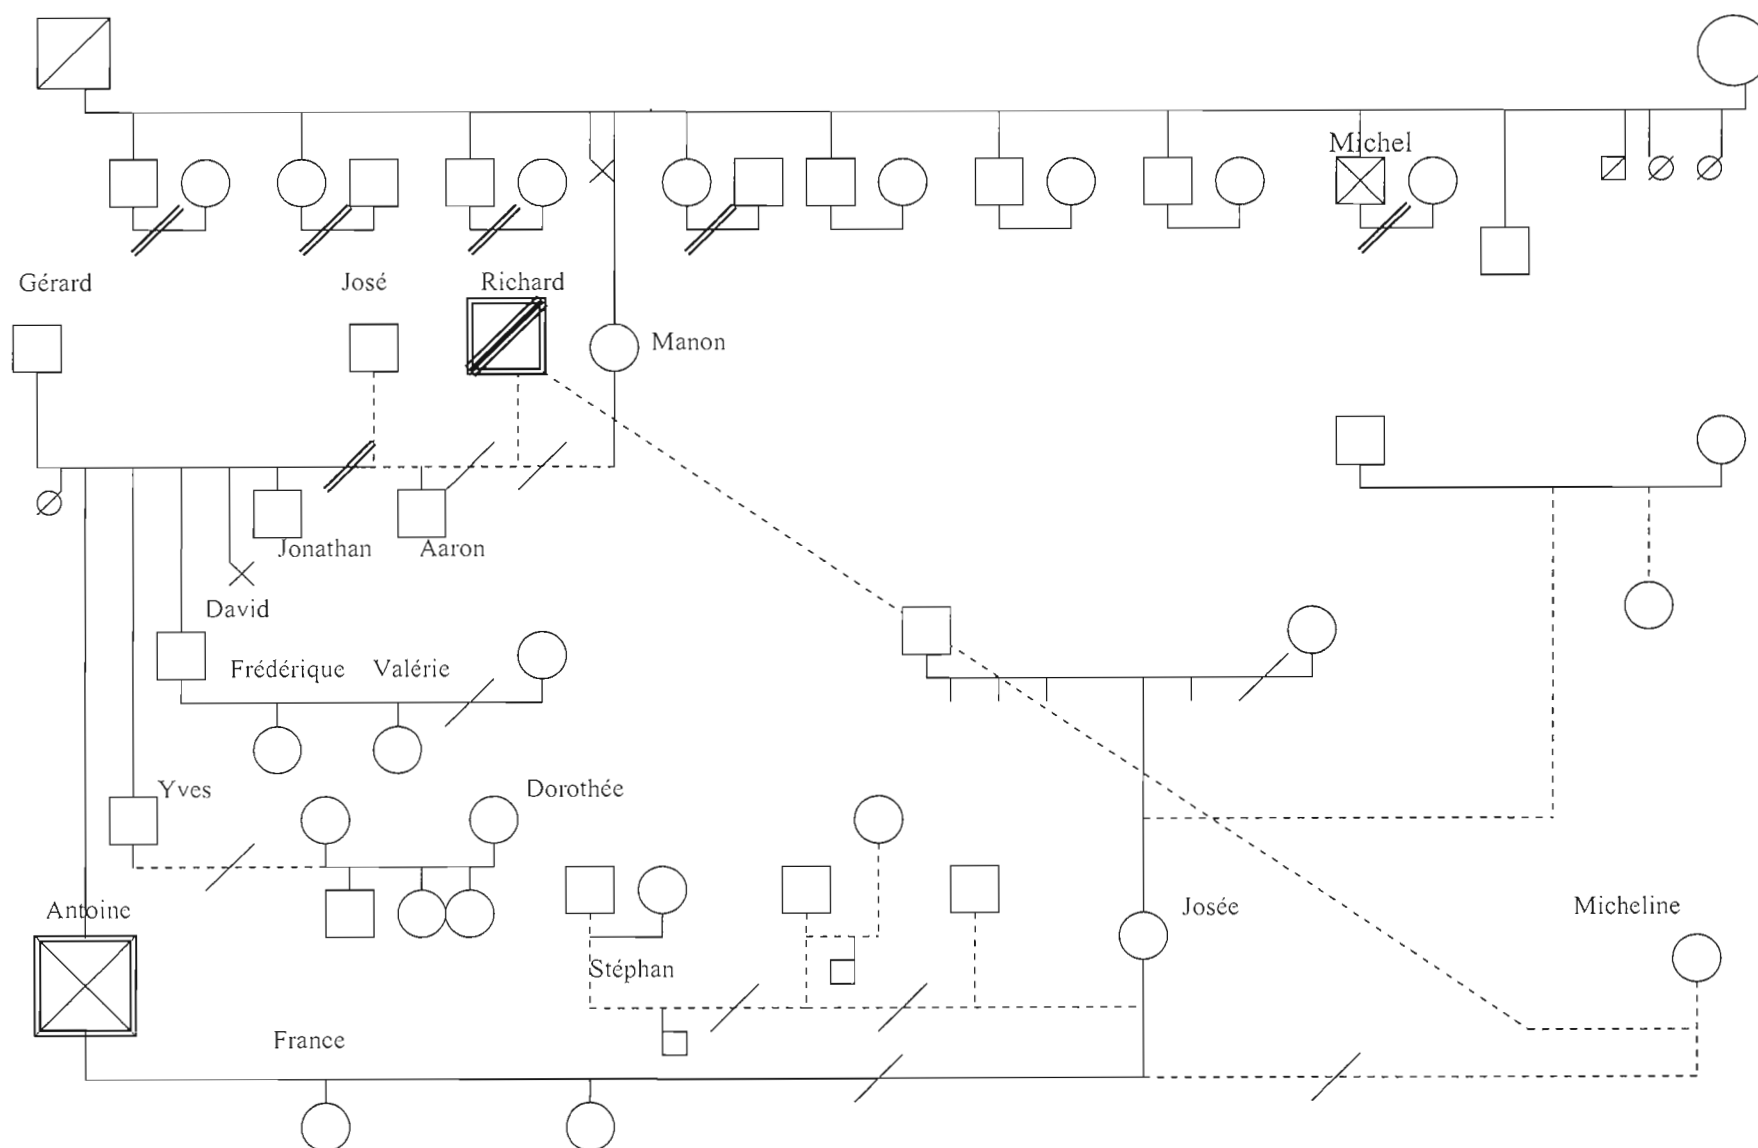 Michel
Gérard
José
Richard
Manon
Jonathan
Aaron
David
Frédérique
Valérie
Yves
Dorothée
Antoine
Josée
Micheline
Stéphan
France